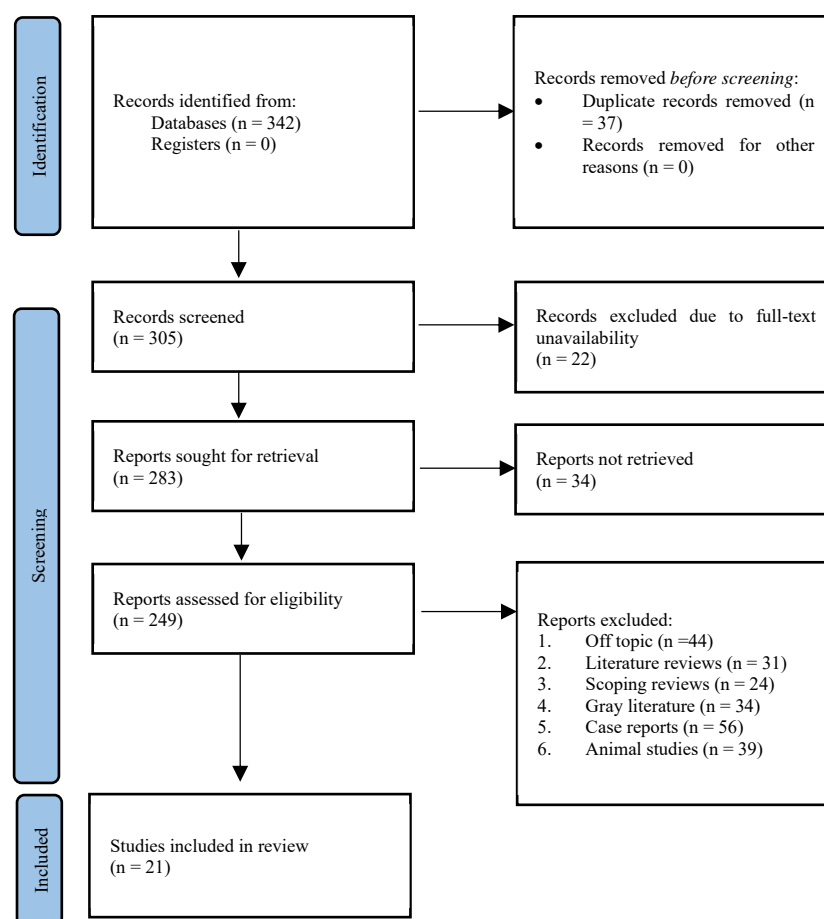 Identification
Records identified from:
Databases (n = 342)
Registers (n = 0)
Records removed before screening:
• Duplicate records removed (n
= 37)
• Records removed for other
reasons (n = 0)
Screening
Records screened
(n = 305)
Records excluded due to full-text
unavailability
(n = 22)
Reports sought for retrieval
(n = 283)
Reports not retrieved
(n = 34)
Reports assessed for eligibility
(n = 249)
Reports excluded:
1. Off topic (n =44)
2. Literature reviews (n = 31)
3. Scoping reviews (n = 24)
4. Gray literature (n = 34)
5. Case reports (n = 56)
6. Animal studies (n = 39)
Included
Studies included in review
(n = 21)